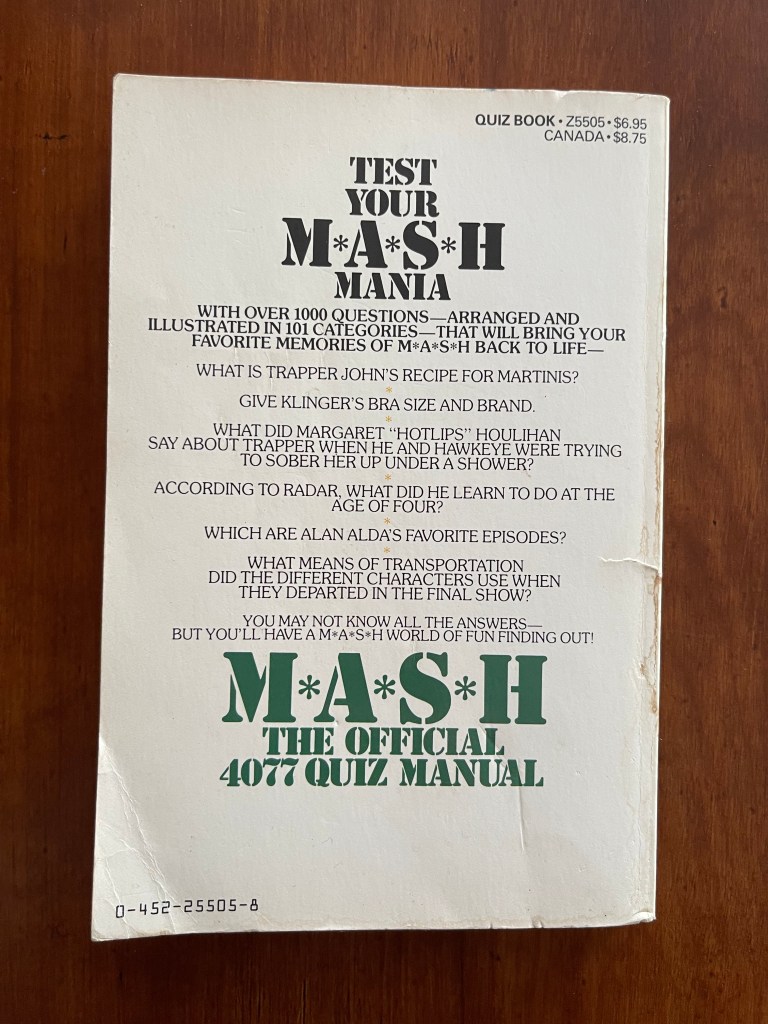 QUIZ BOOK • Z5505 • $6.95
CANADA • $8.75
TEST
YOUR
M*A*S*H
MANIA
WITH OVER 1000 QUESTIONS—ARRANGED AND
ILLUSTRATED IN 101 CATEGORIES—THAT WILL BRING YOUR
FAVORITE MEMORIES OF M*A*S*H BACK TO LIFE—
WHAT IS TRAPPER JOHN'S RECIPE FOR MARTINIS?
*
GIVE KLINGER'S BRA SIZE AND BRAND.
*
WHAT DID MARGARET "HOTLIPS" HOULIHAN
SAY ABOUT TRAPPER WHEN HE AND HAWKEYE WERE TRYING
TO SOBER HER UP UNDER A SHOWER?
*
ACCORDING TO RADAR, WHAT DID HE LEARN TO DO AT THE
AGE OF FOUR?
*
WHICH ARE ALAN ALDA'S FAVORITE EPISODES?
*
WHAT MEANS OF TRANSPORTATION
DID THE DIFFERENT CHARACTERS USE WHEN
THEY DEPARTED IN THE FINAL SHOW?
YOU MAY NOT KNOW ALL THE ANSWERS—
BUT YOU'LL HAVE A M*A*S*H WORLD OF FUN FINDING OUT!
M*A*S*H
THE OFFICIAL
4077 QUIZ MANUAL
0-452-25505-8